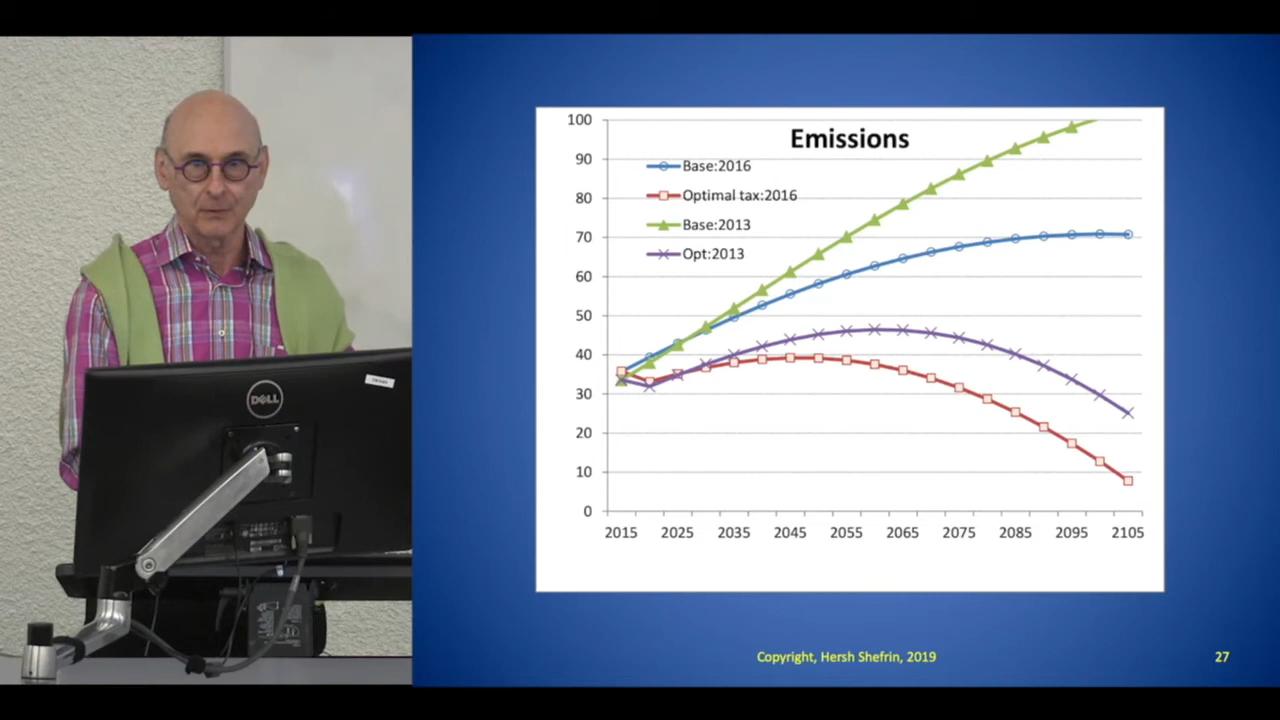 Emissions
Base:2016
Optimal tax:2016
Base:2013
Opt:2013
100
90
80
70
60
50
40
30
20
10
0
2015 2025 2035 2045 2055 2065 2075 2085 2095 2105
DELL
Copyright, Hersh Shefrin, 2019
27